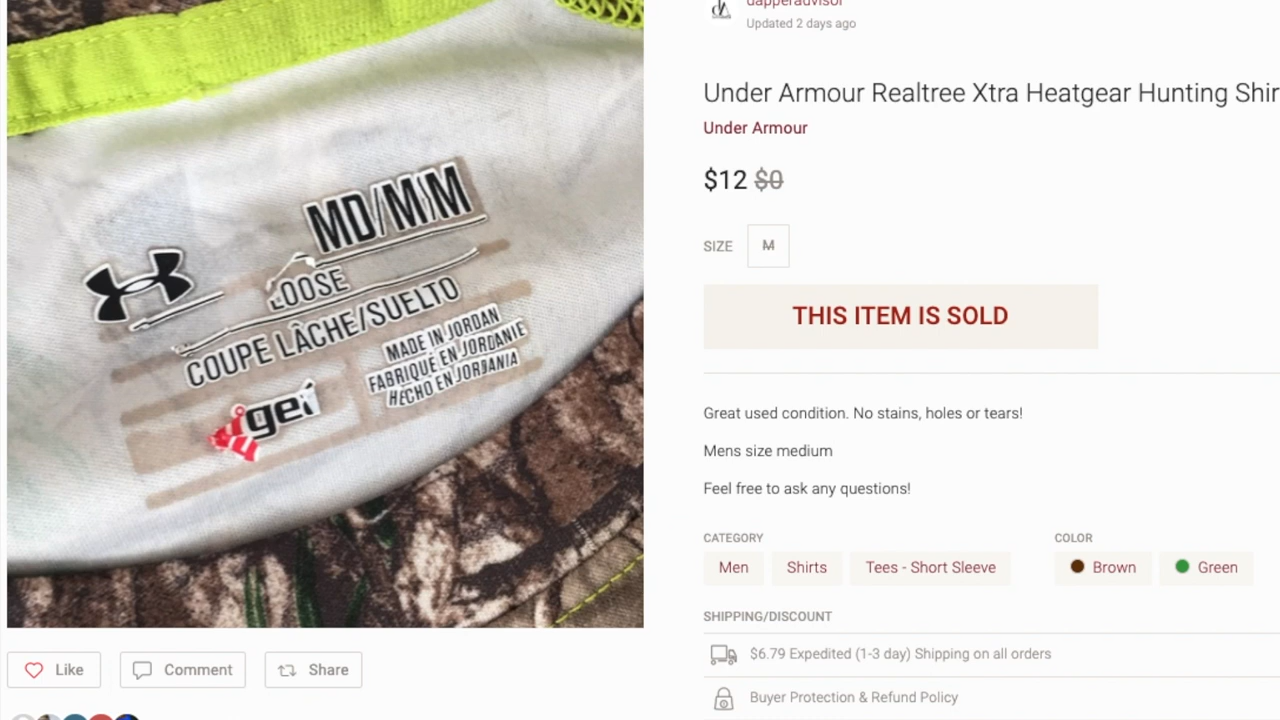 dapperadvisor
Updated 2 days ago
Under Armour Realtree Xtra Heatgear Hunting Shir
Under Armour
$12 $0
SIZE M
THIS ITEM IS SOLD
Great used condition. No stains, holes or tears!
Mens size medium
Feel free to ask any questions!
CATEGORY
Men Shirts Tees - Short Sleeve
COLOR
Brown Green
SHIPPING/DISCOUNT
$6.79 Expedited (1-3 day) Shipping on all orders
Buyer Protection & Refund Policy
MD/M/M
LOOSE
COUPE LÂCHE/SUELTO
MADE IN JORDAN
FABRIQUÉ EN JORDANIE
HECHO EN JORDANIA
Like Comment Share